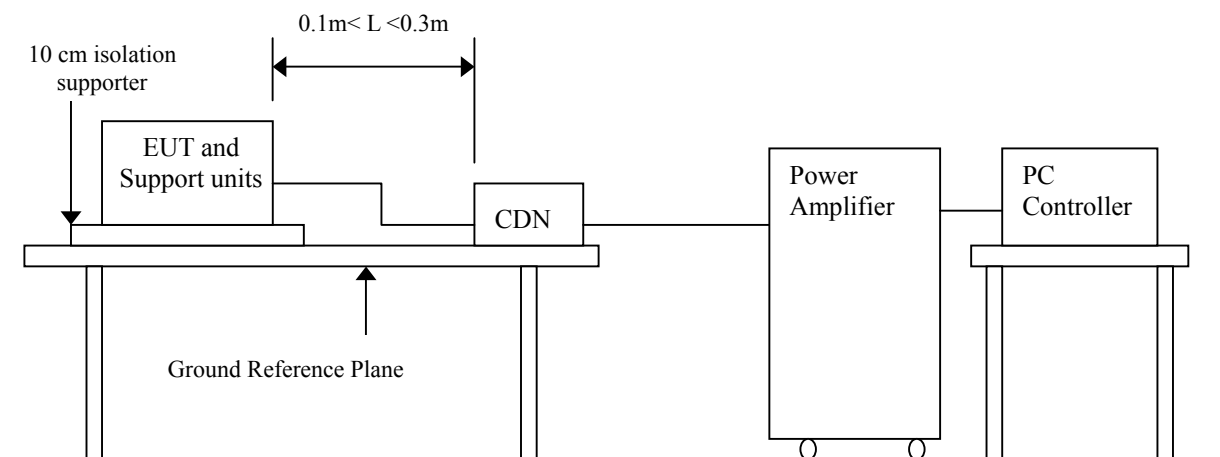 0.1m< L <0.3m
10 cm isolation
supporter
EUT and
Support units
CDN
Power
Amplifier
PC
Controller
Ground Reference Plane